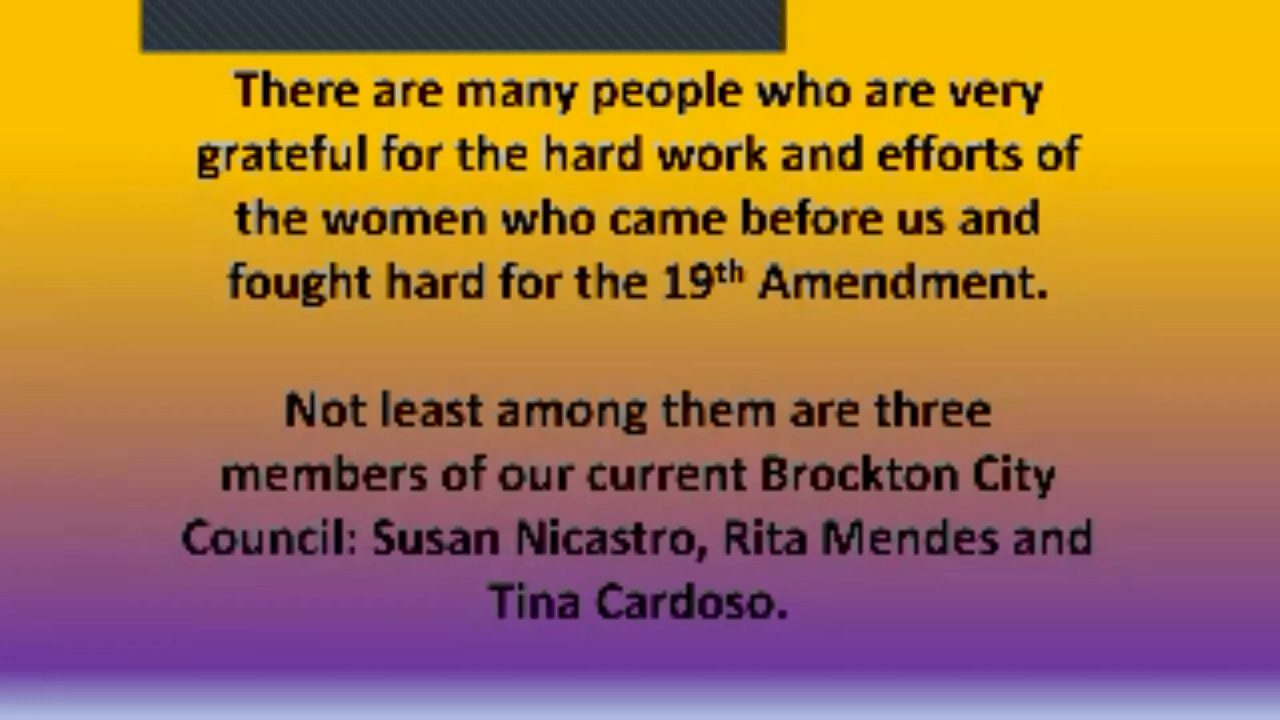 There are many people who are very
grateful for the hard work and efforts of
the women who came before us and
fought hard for the 19th Amendment.
Not least among them are three
members of our current Brockton City
Council: Susan Nicastro, Rita Mendes and
Tina Cardoso.